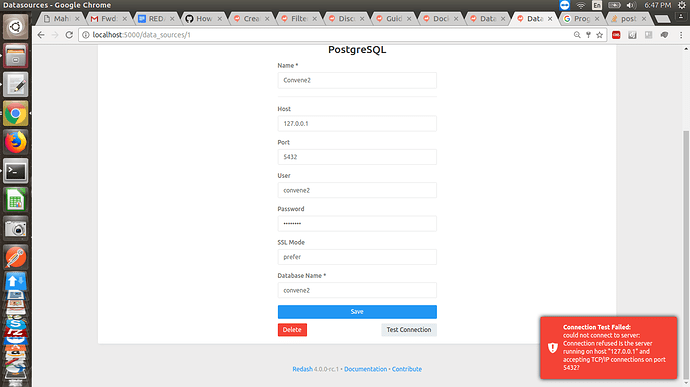 Datasources - Google Chrome
En
6:47 PM
Mah
Fwd
RED
How
Crea
Filte
Disc
Guid
Doci
Data
Data
Prog
post
localhost:5000/data_sources/1
PostgreSQL
Name *
Convene2
Host
127.0.0.1
Port
5432
User
convene2
Password
••••••••
SSL Mode
prefer
Database Name *
convene2
Save
Delete
Test Connection
Connection Test Failed:
could not connect to server:
Connection refused Is the server
running on host "127.0.0.1" and
accepting TCP/IP connections on port
5432?
Redash 4.0.0-rc.1 • Documentation • Contribute